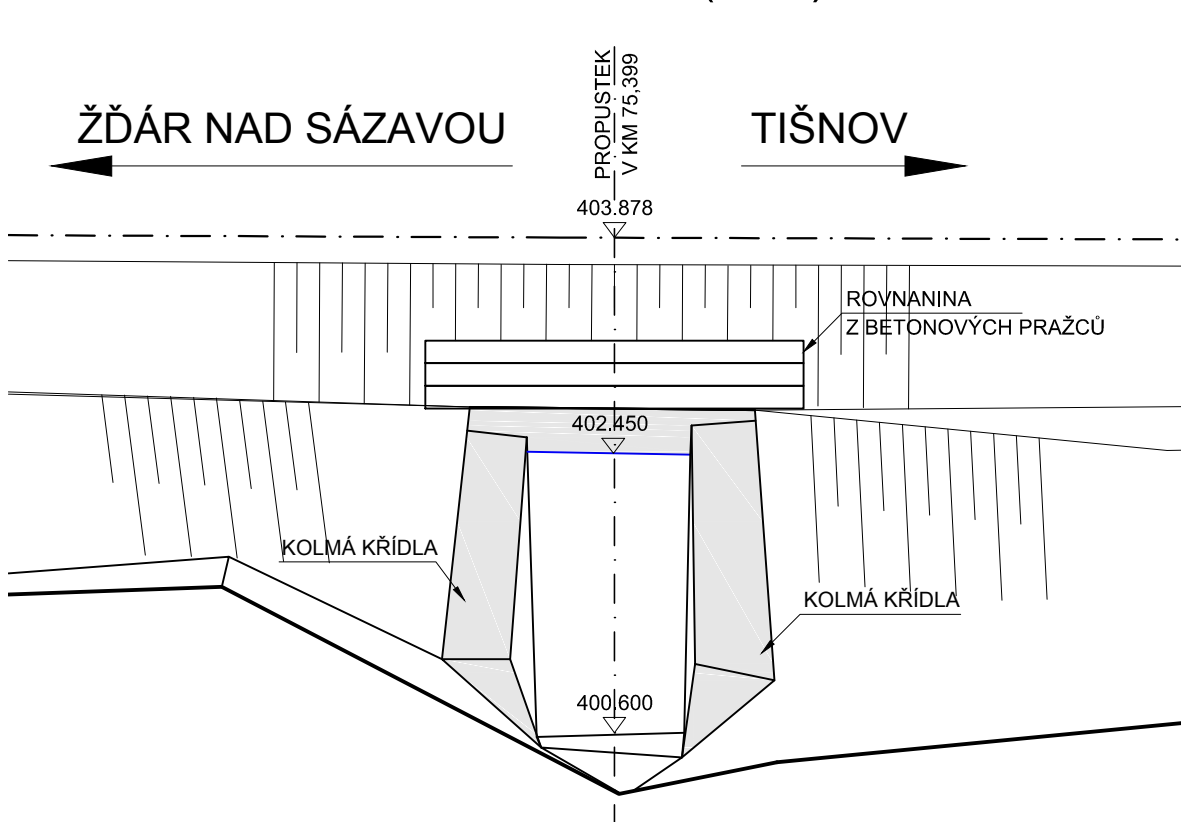 PROPUSTEK
V KM 75,399
ŽĎÁR NAD SÁZAVOU
TIŠNOV
403.878
ROVNANINA
Z BETONOVÝCH PRAŽCŮ
402.450
KOLMÁ KŘÍDLA
KOLMÁ KŘÍDLA
400.600